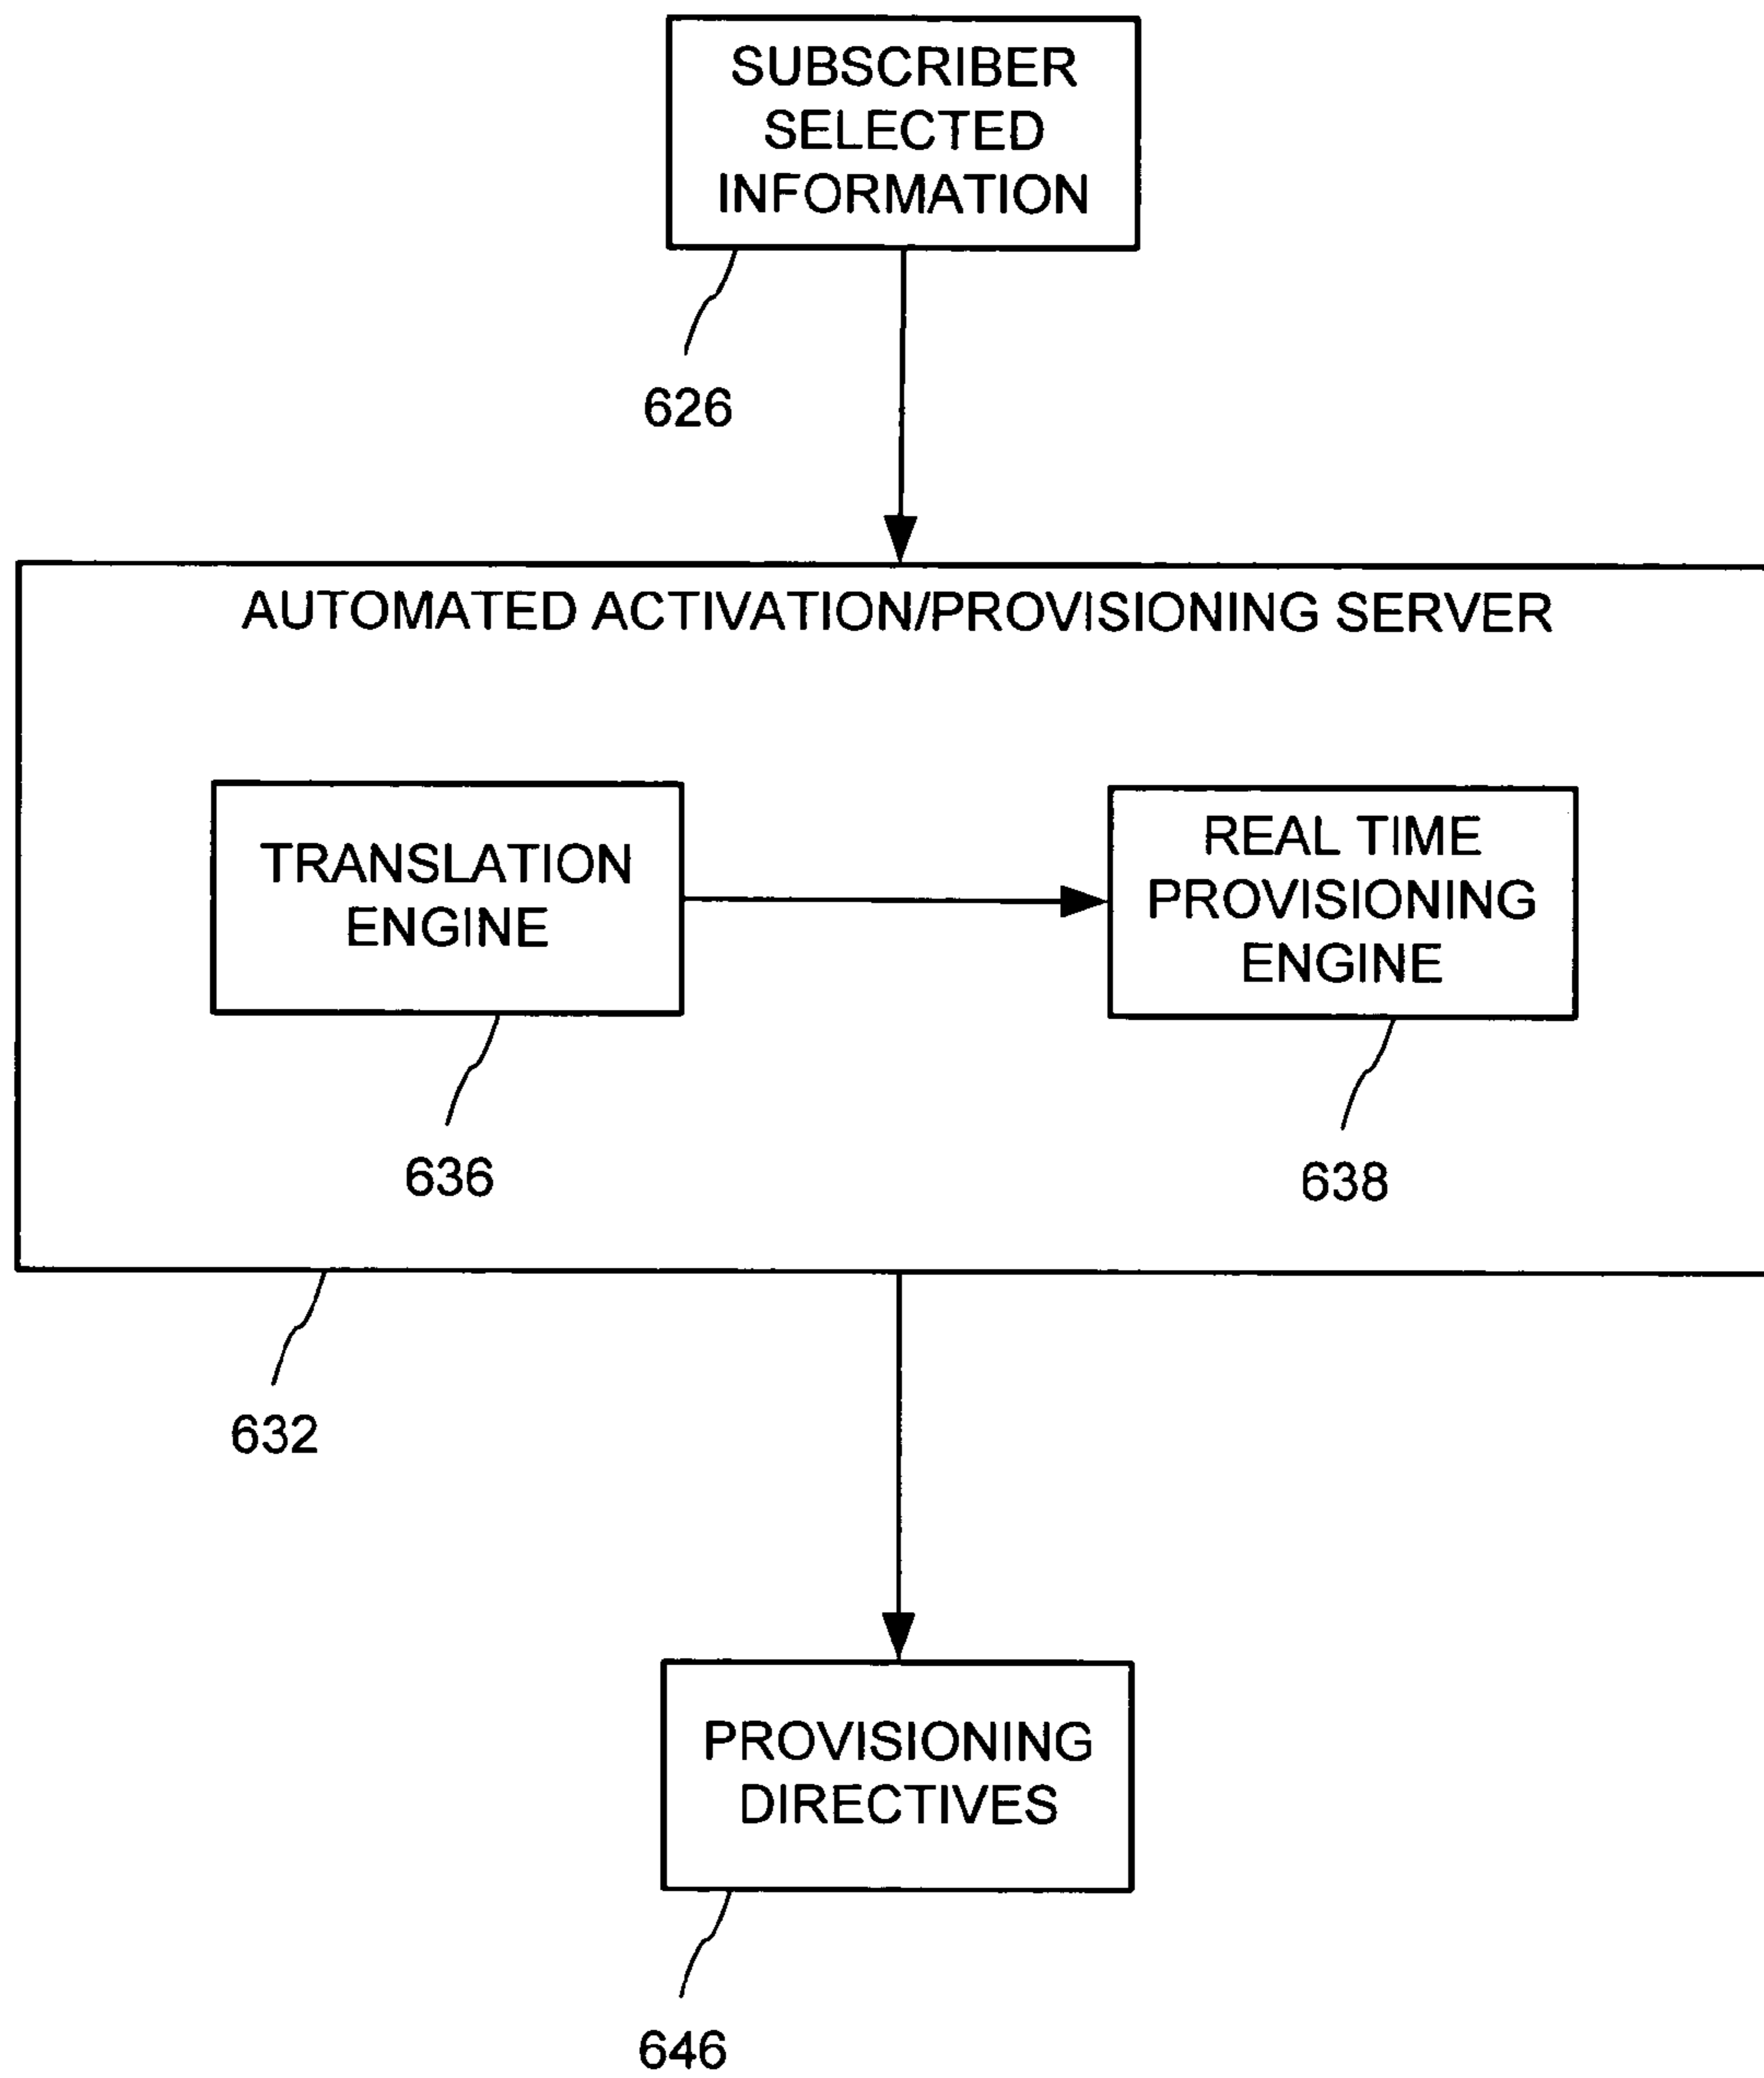 SUBSCRIBER
SELECTED
INFORMATION
626
AUTOMATED ACTIVATION/PROVISIONING SERVER
TRANSLATION
ENGINE
636
REAL TIME
PROVISIONING
ENGINE
638
632
PROVISIONING
DIRECTIVES
646